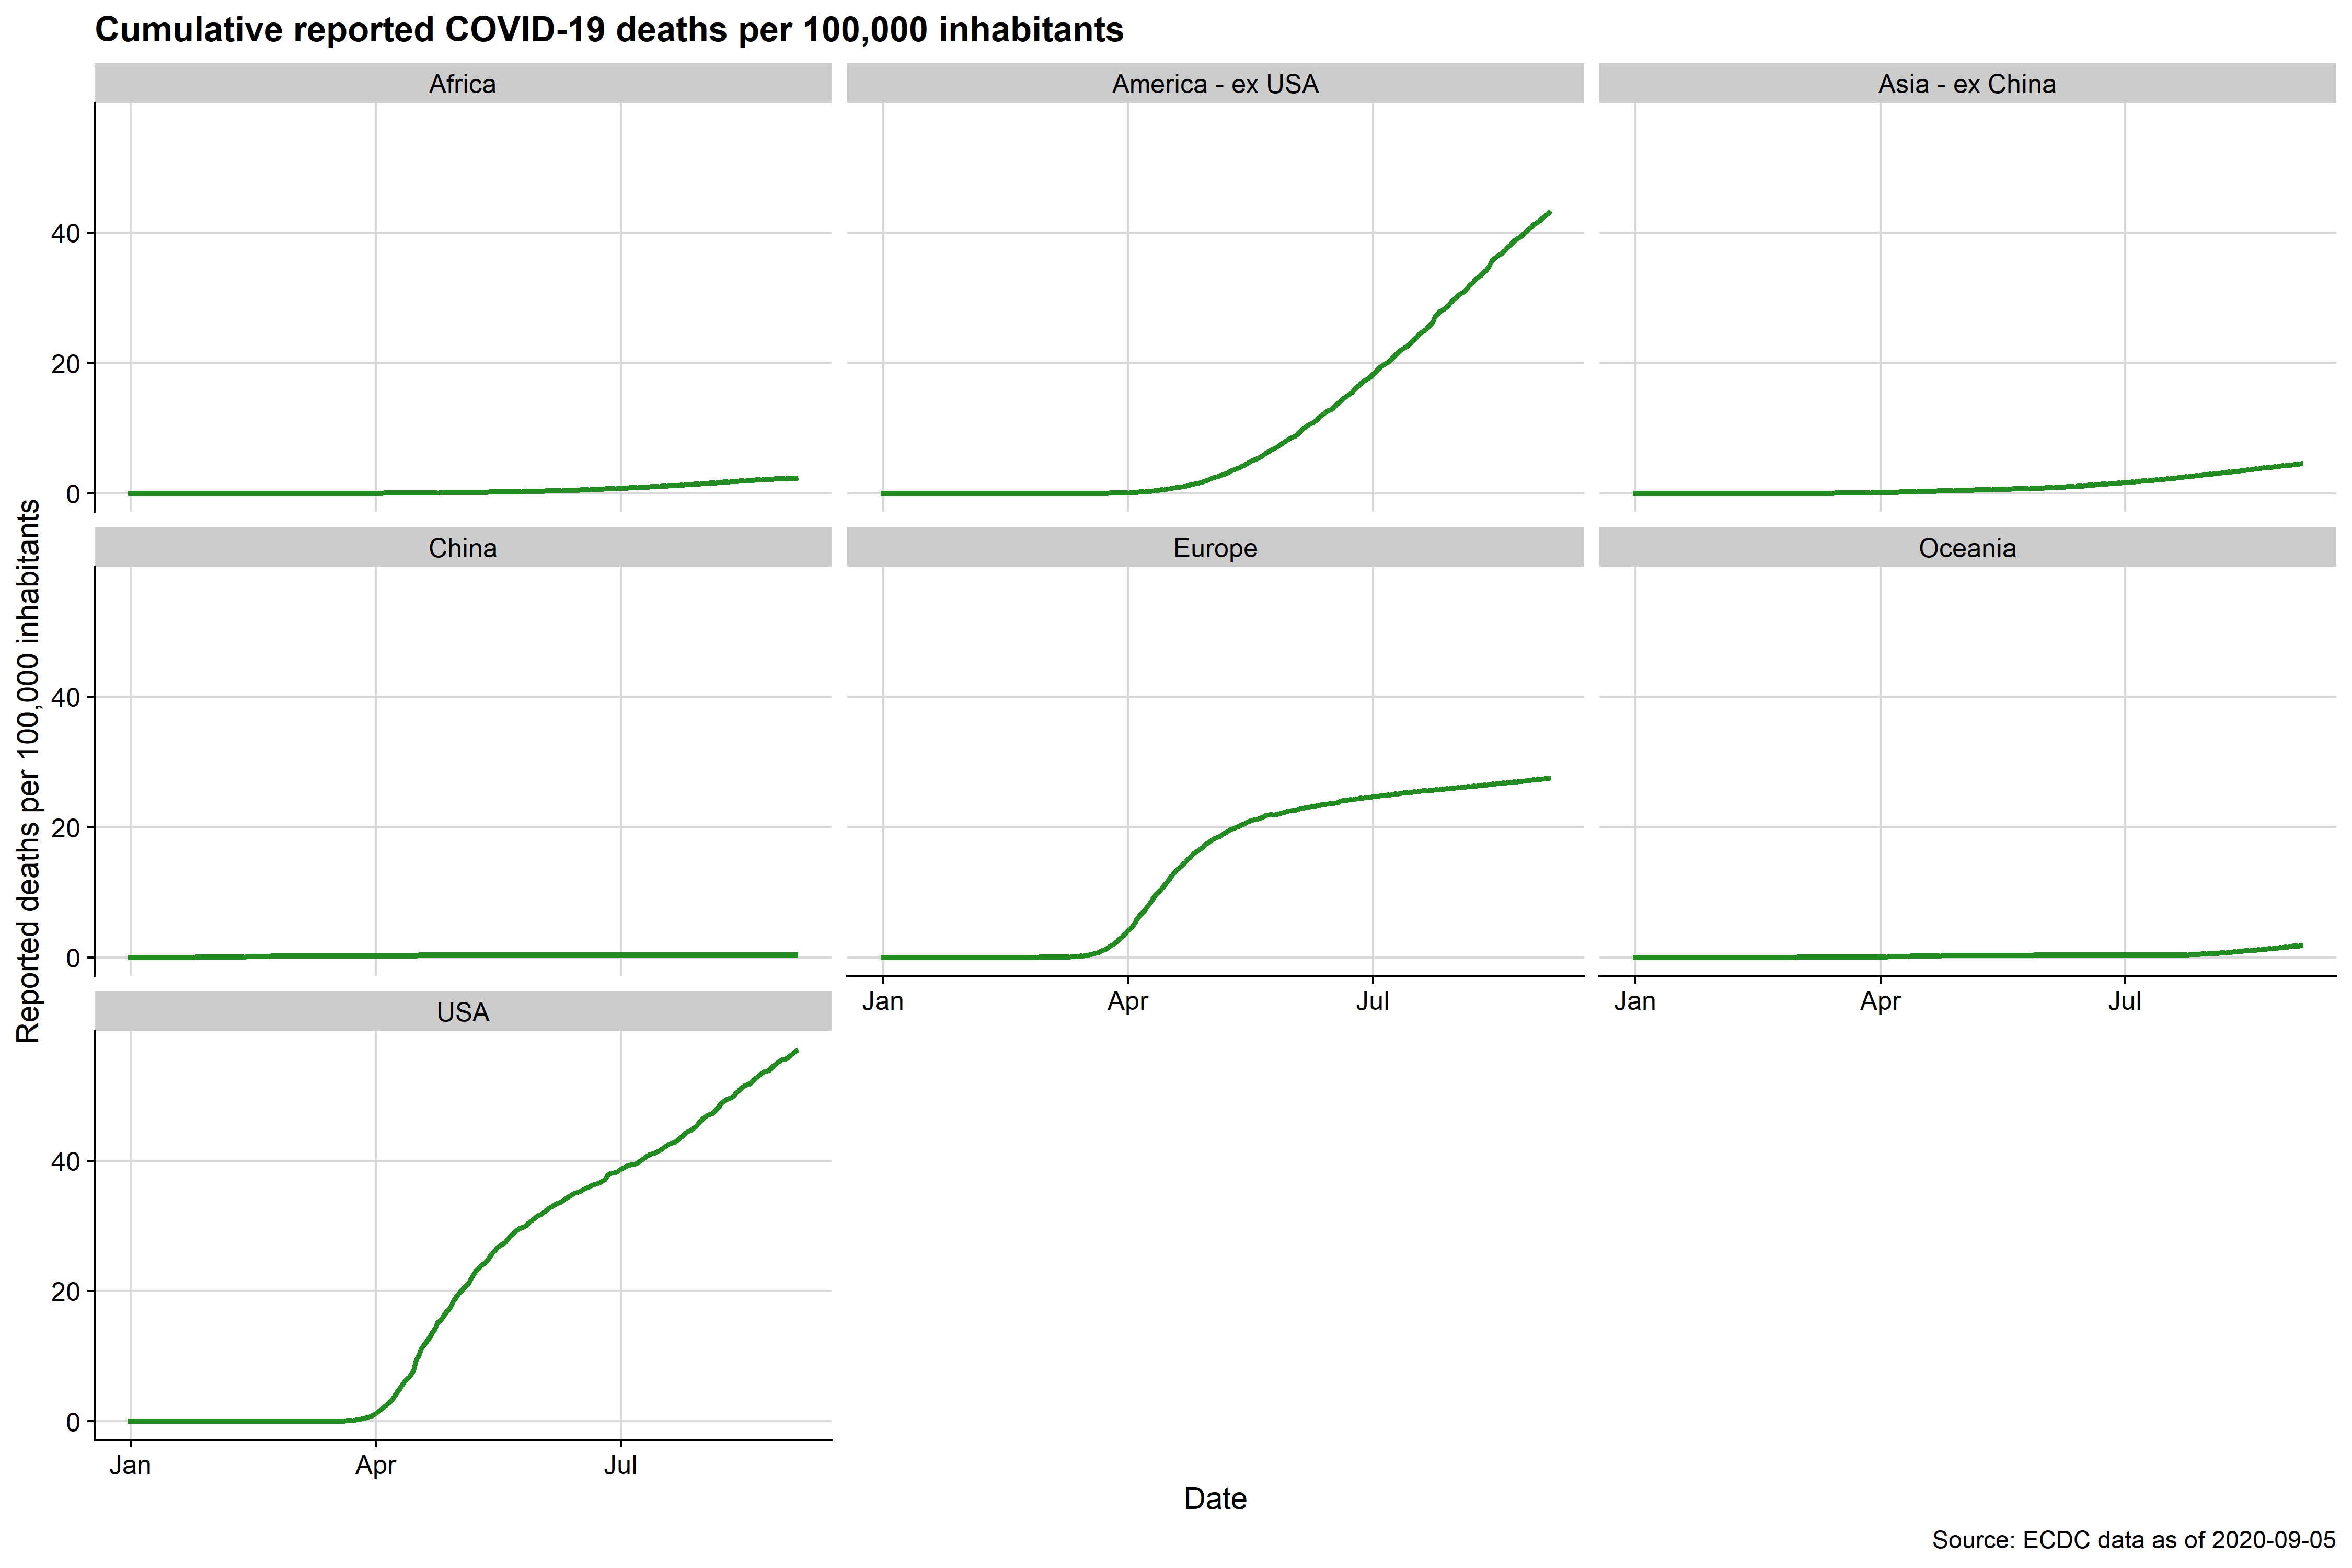 Cumulative reported COVID-19 deaths per 100,000 inhabitants
Africa
America - ex USA
Asia - ex China
40
20
0
China
Europe
Oceania
40
20
0
Jan
Apr
Jul
Jan
Apr
Jul
USA
40
20
0
Jan
Apr
Jul
Reported deaths per 100,000 inhabitants
Date
Source: ECDC data as of 2020-09-05